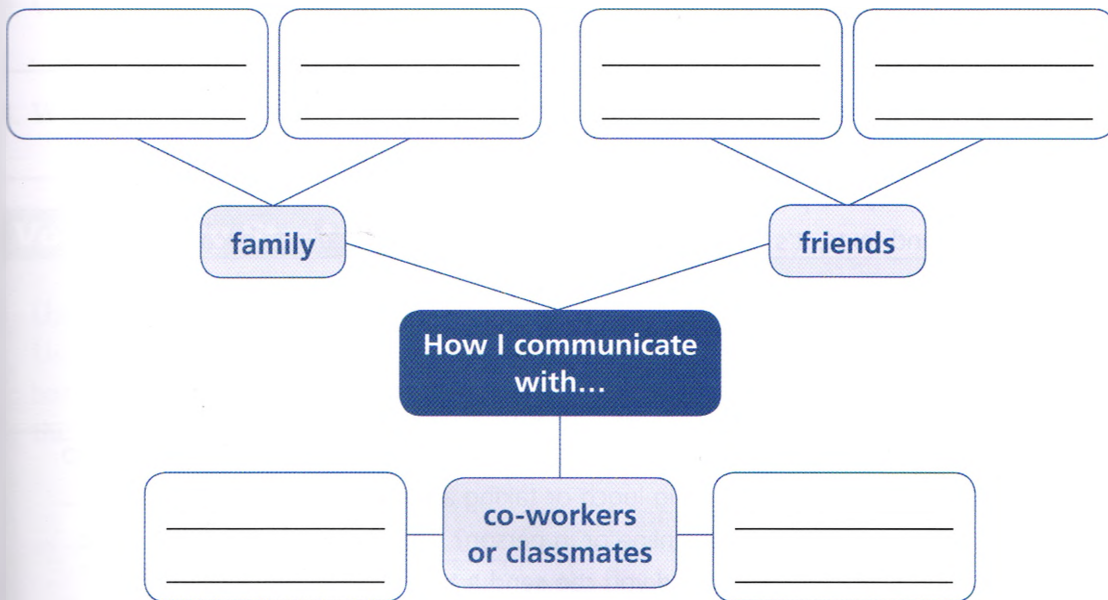 family
friends
How I communicate
with...
co-workers
or classmates